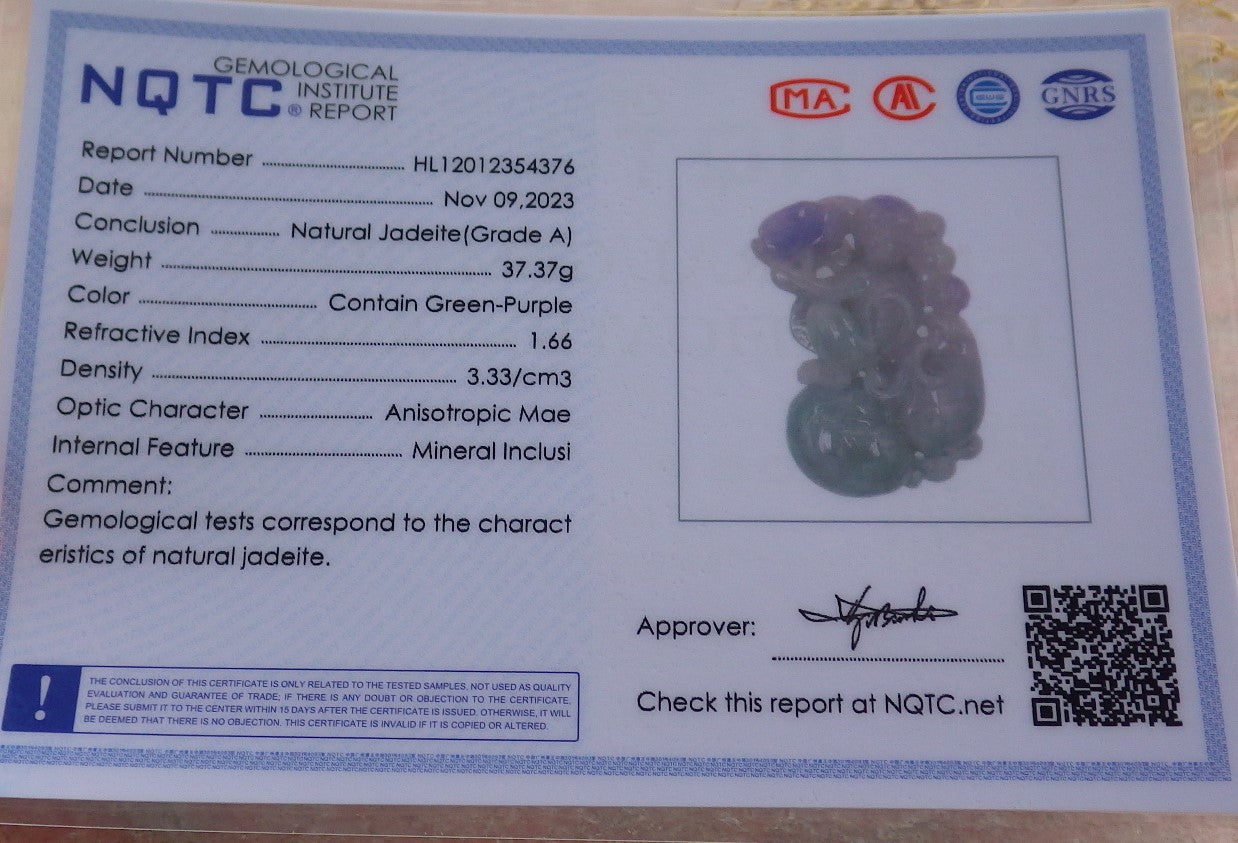 NQTC®
GEMOLOGICAL
INSTITUTE
REPORT
MA
AL
GNRS
Report Number ........ HL12012354376
Date ........ Nov 09,2023
Conclusion ........ Natural Jadeite(Grade A)
Weight ........ 37.37g
Color ........ Contain Green-Purple
Refractive Index ........ 1.66
Density ........ 3.33/cm3
Optic Character ........ Anisotropic Mae
Internal Feature ........ Mineral Inclusi
Comment:
Gemological tests correspond to the charact
eristics of natural jadeite.
! THE CONCLUSION OF THIS CERTIFICATE IS ONLY RELATED TO THE TESTED SAMPLES, NOT USED AS QUALITY
EVALUATION AND GUARANTEE OF TRADE; IF THERE IS ANY DOUBT OR OBJECTION TO THE CERTIFICATE,
PLEASE SUBMIT IT TO THE CENTER WITHIN 15 DAYS AFTER THE CERTIFICATE IS ISSUED. OTHERWISE, IT WILL
BE DEEMED THAT THERE IS NO OBJECTION. THIS CERTIFICATE IS INVALID IF IT IS COPIED OR ALTERED.
Approver:
Check this report at NQTC.net